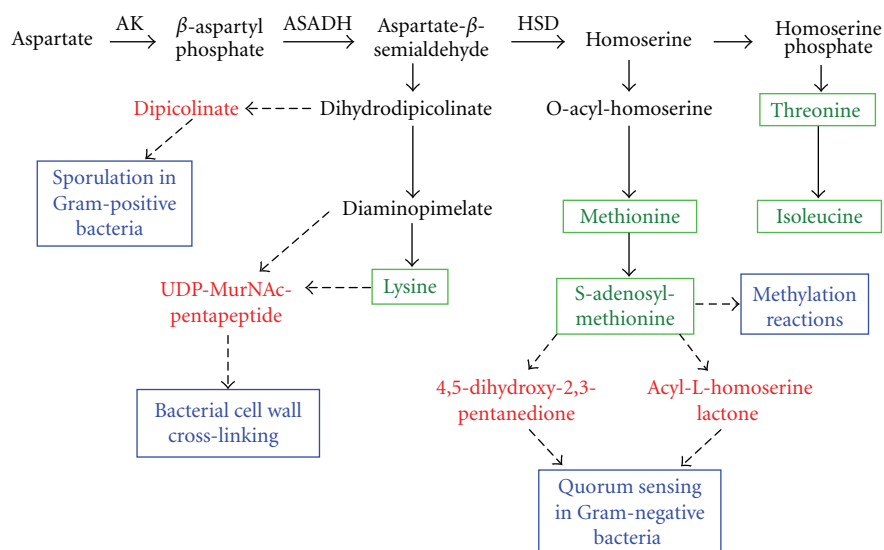 Aspartate
AK
β-aspartyl
phosphate
ASADH
Aspartate-β-
semialdehyde
HSD
Homoserine
Homoserine
phosphate
Dipicolinate
Dihydrodipicolinate
O-acyl-homoserine
Threonine
Sporulation in
Gram-positive
bacteria
Diaminopimelate
Methionine
Isoleucine
UDP-MurNAc-
pentapeptide
Lysine
S-adenosyl-
methionine
Methylation
reactions
Bacterial cell wall
cross-linking
4,5-dihydroxy-2,3-
pentanedione
Acyl-L-homoserine
lactone
Quorum sensing
in Gram-negative
bacteria